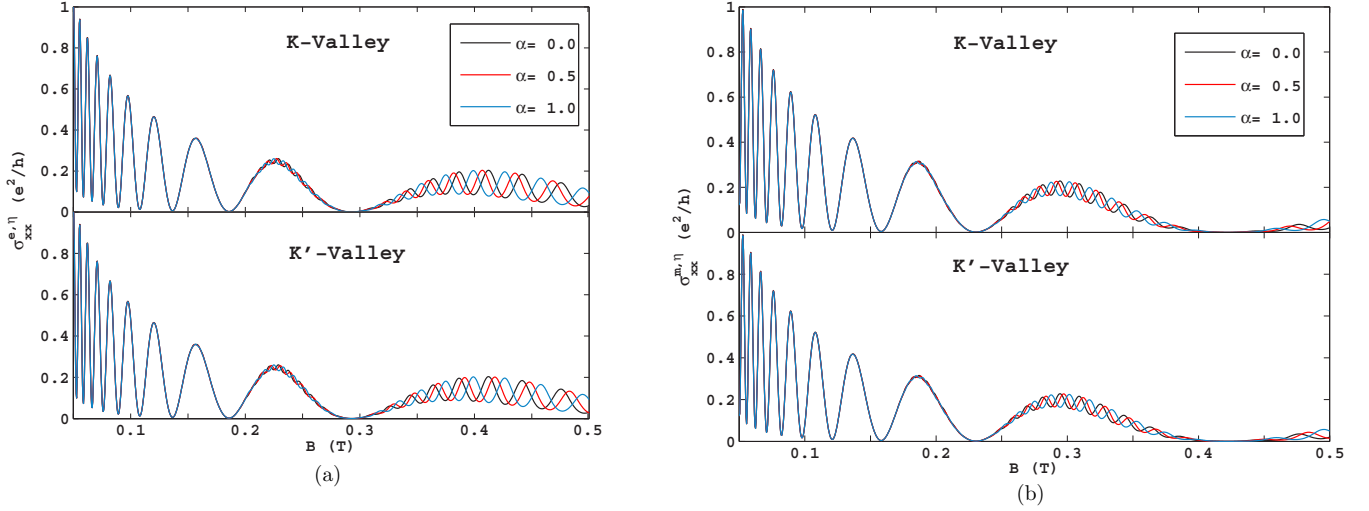 K-Valley
α= 0.0
α= 0.5
α= 1.0
1
0.8
0.6
0.4
0.2
0
K'-Valley
0.8
0.6
0.4
0.2
0
σxx^e,η (e²/h)
0.1 0.2 0.3 0.4 0.5
B (T)
(a)
K-Valley
α= 0.0
α= 0.5
α= 1.0
1
0.8
0.6
0.4
0.2
0
K'-Valley
0.8
0.6
0.4
0.2
0
σxx^m,η (e²/h)
0.1 0.2 0.3 0.4 0.5
B (T)
(b)